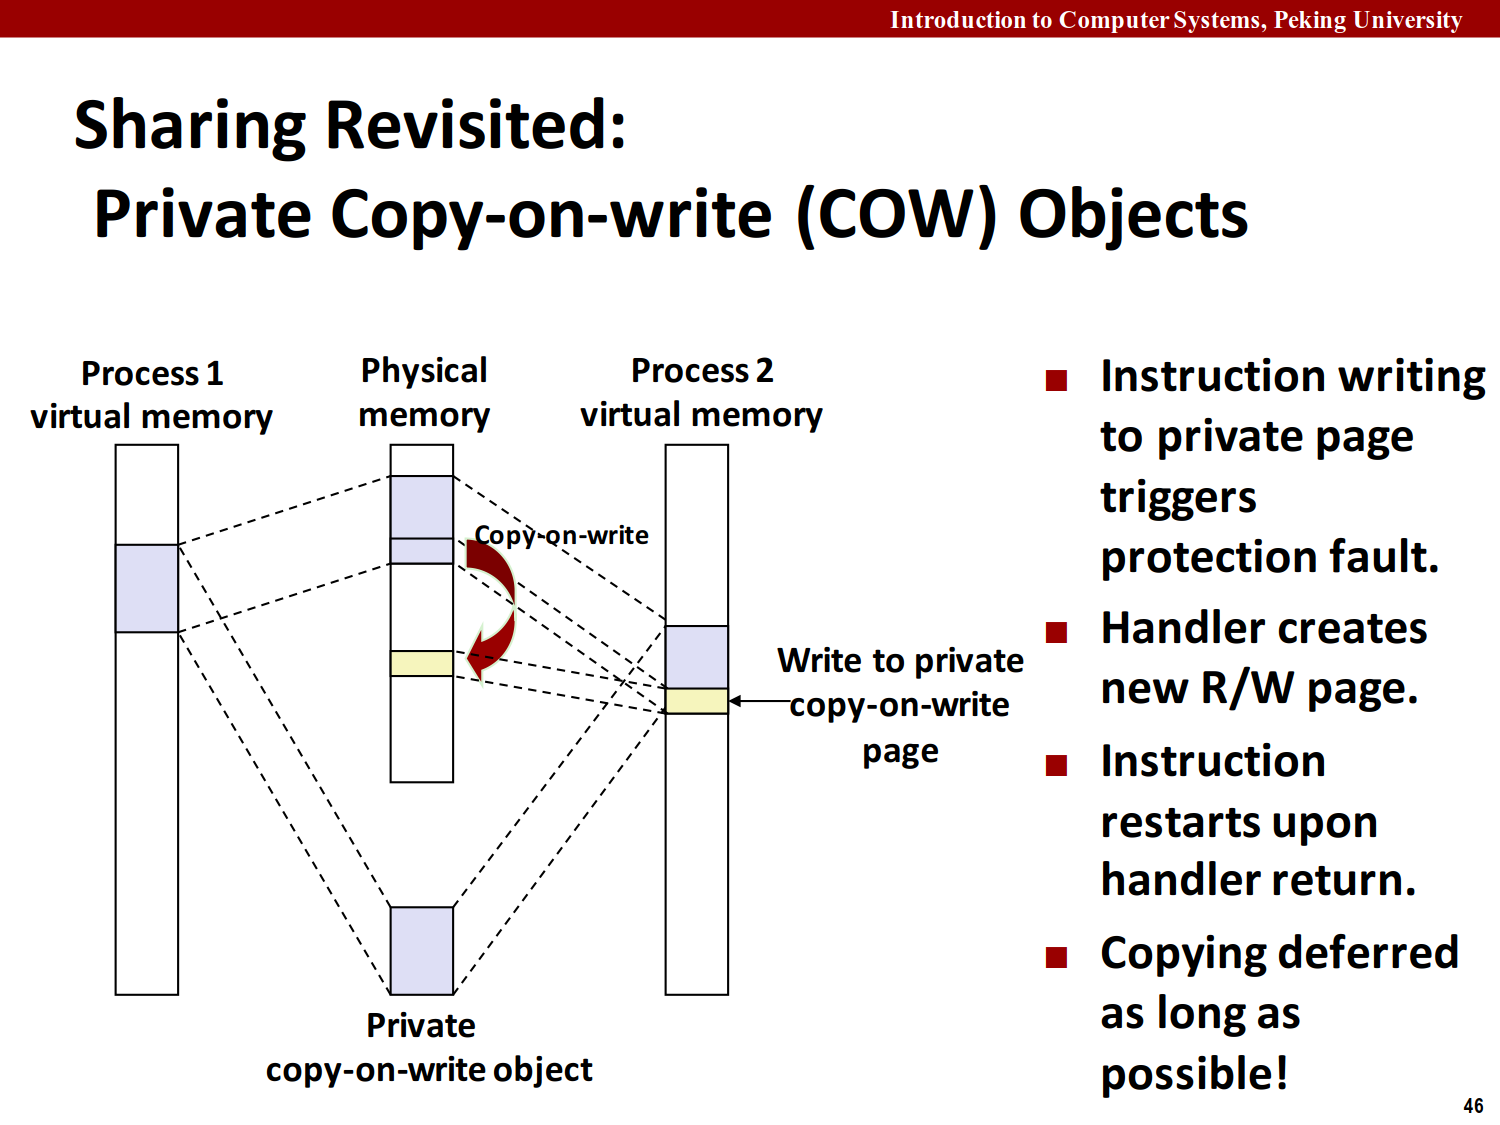 Introduction to Computer Systems, Peking University
Sharing Revisited:
Private Copy-on-write (COW) Objects
Process 1
virtual memory
Physical
memory
Process 2
virtual memory
Copy-on-write
Write to private
copy-on-write
page
Private
copy-on-write object
Instruction writing
to private page
triggers
protection fault.
Handler creates
new R/W page.
Instruction
restarts upon
handler return.
Copying deferred
as long as
possible!
46